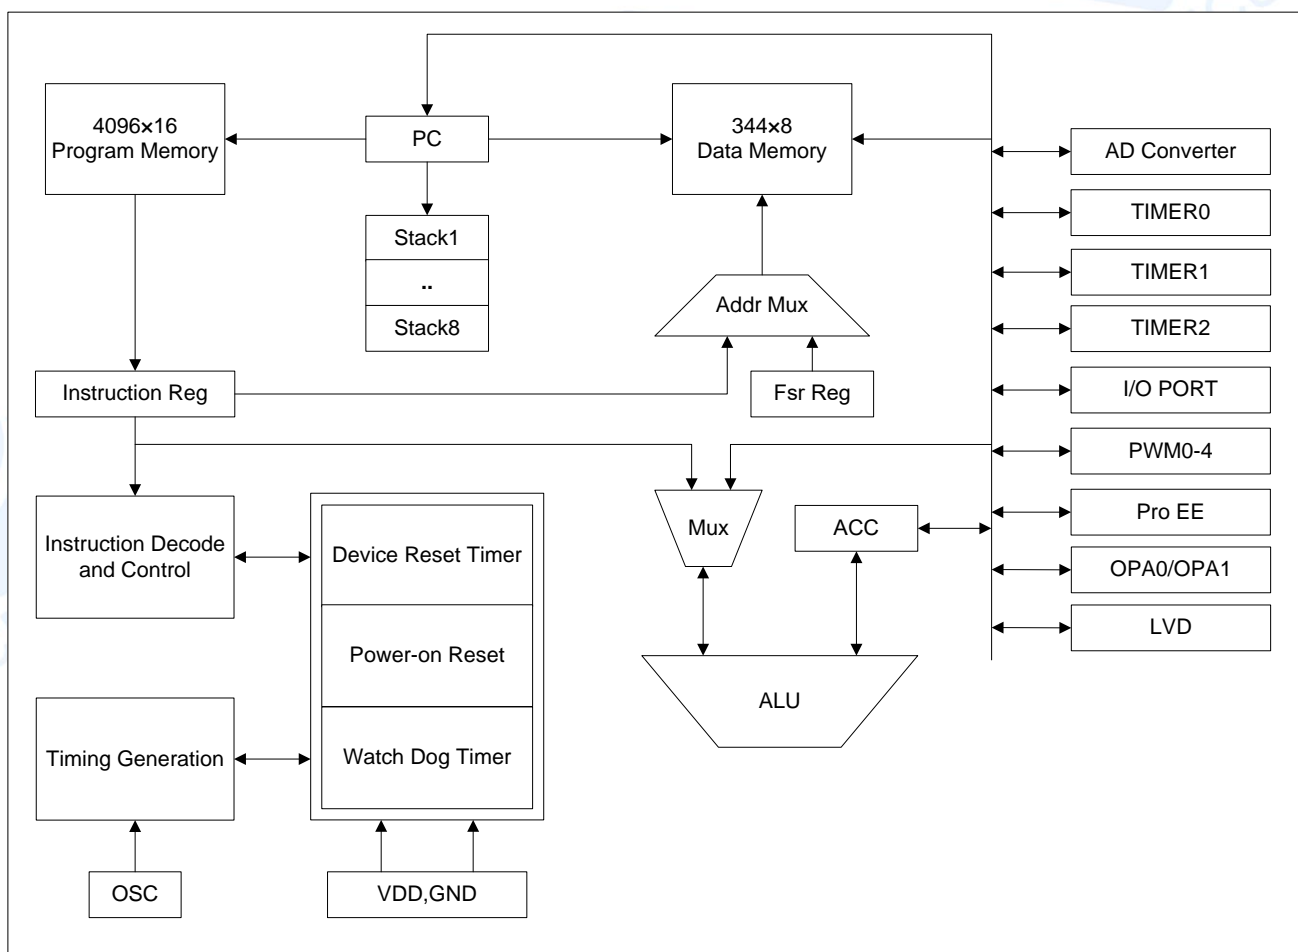 4096×16
Program Memory
PC
344×8
Data Memory
AD Converter
TIMER0
Stack1
..
Stack8
TIMER1
Addr Mux
TIMER2
Instruction Reg
Fsr Reg
I/O PORT
PWM0-4
Instruction Decode
and Control
Device Reset Timer
Mux
ACC
Pro EE
OPA0/OPA1
LVD
Power-on Reset
ALU
Timing Generation
Watch Dog Timer
OSC
VDD,GND